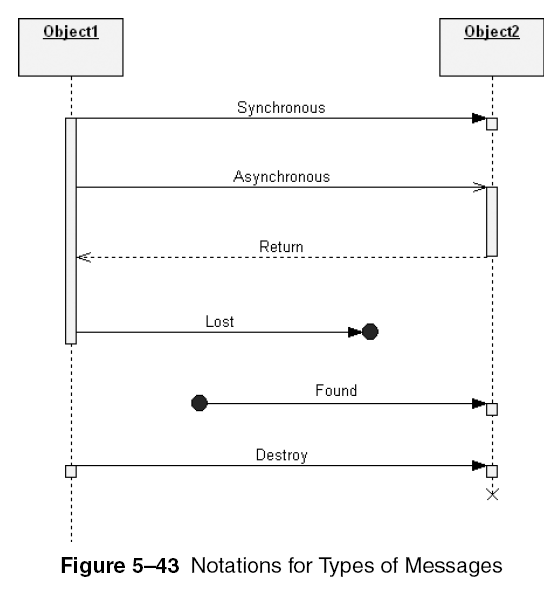 Object1
Object2
Synchronous
Asynchronous
Return
Lost
Found
Destroy
Figure 5–43 Notations for Types of Messages